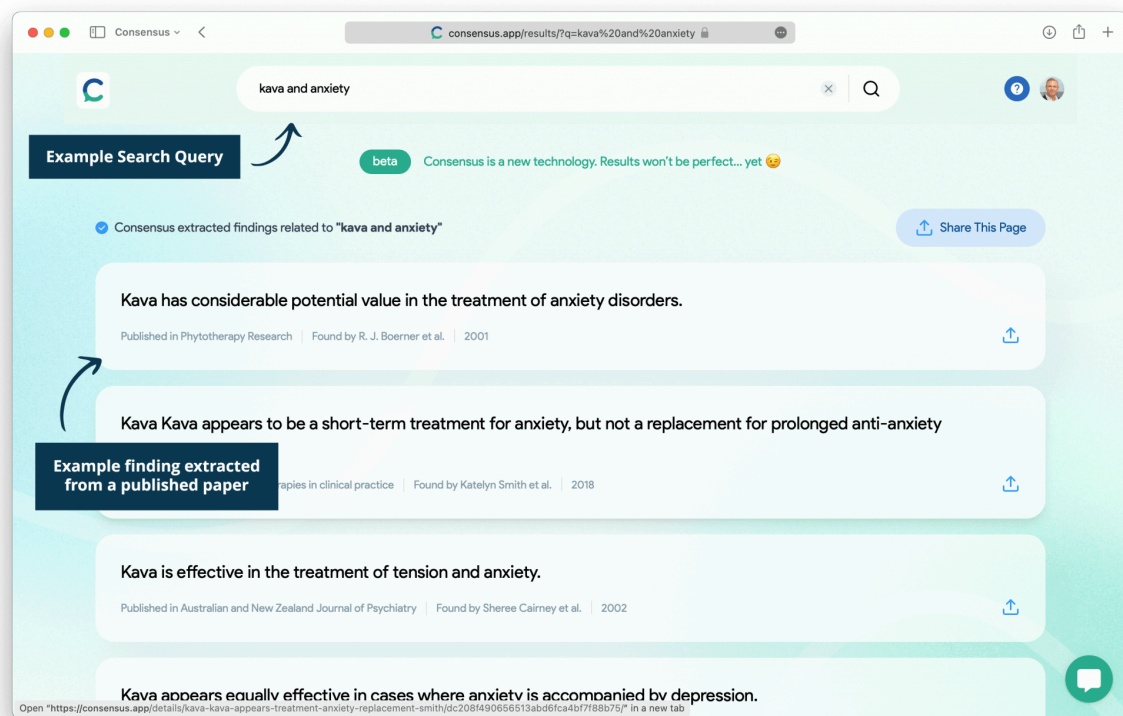 Consensus
consensus.app/results/?q=kava%20and%20anxiety
kava and anxiety
Example Search Query
beta
Consensus is a new technology. Results won't be perfect... yet 😉
Consensus extracted findings related to "kava and anxiety"
Share This Page
Kava has considerable potential value in the treatment of anxiety disorders.
Published in Phytotherapy Research | Found by R. J. Boerner et al. | 2001
Kava Kava appears to be a short-term treatment for anxiety, but not a replacement for prolonged anti-anxiety
Example finding extracted
from a published paper
in clinical practice | Found by Katelyn Smith et al. | 2018
Kava is effective in the treatment of tension and anxiety.
Published in Australian and New Zealand Journal of Psychiatry | Found by Sheree Cairney et al. | 2002
Kava appears equally effective in cases where anxiety is accompanied by depression.
Open "https://consensus.app/details/kava-kava-appears-treatment-anxiety-replacement-smith/dc208f490656513abd6fca4bf7f88b75/" in a new tab